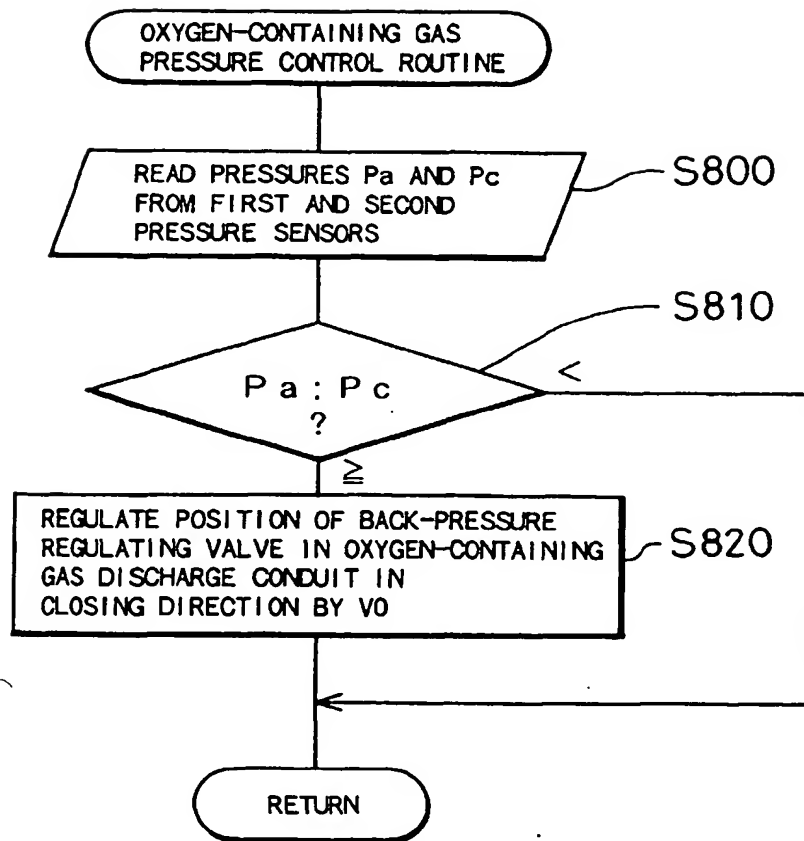 OXYGEN-CONTAINING GAS
PRESSURE CONTROL ROUTINE
READ PRESSURES Pa AND Pc
FROM FIRST AND SECOND
PRESSURE SENSORS
S800
S810
Pa : Pc
?
<
≧
REGULATE POSITION OF BACK-PRESSURE
REGULATING VALVE IN OXYGEN-CONTAINING
GAS DISCHARGE CONDUIT IN
CLOSING DIRECTION BY V0
S820
RETURN